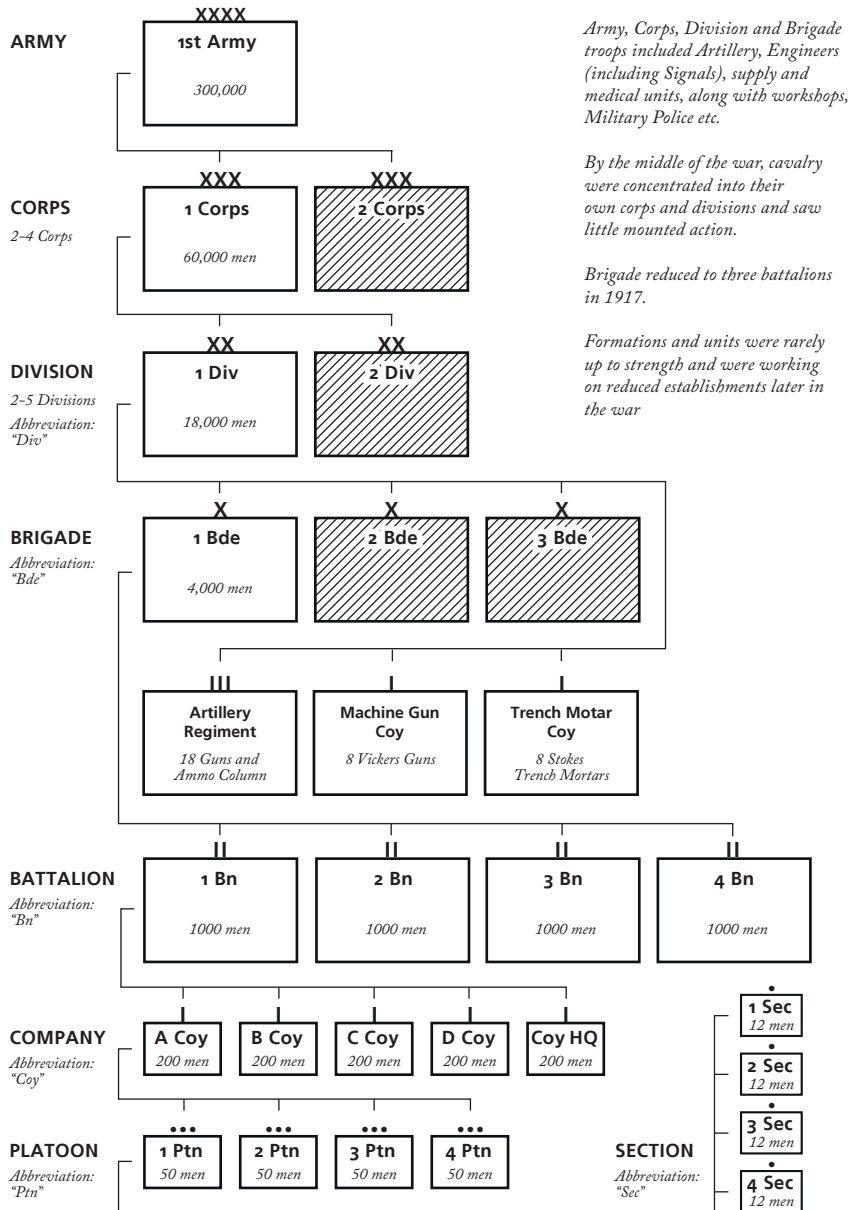 XXXX
ARMY
1st Army
300,000
Army, Corps, Division and Brigade
troops included Artillery, Engineers
(including Signals), supply and
medical units, along with workshops,
Military Police etc.
By the middle of the war, cavalry
were concentrated into their
own corps and divisions and saw
little mounted action.
Brigade reduced to three battalions
in 1917.
Formations and units were rarely
up to strength and were working
on reduced establishments later in
the war
XXX XXX
CORPS
2-4 Corps
1 Corps
60,000 men
2 Corps
XX XX
DIVISION
2-5 Divisions
Abbreviation:
“Div”
1 Div
18,000 men
2 Div
X X X
BRIGADE
Abbreviation:
“Bde”
1 Bde
4,000 men
2 Bde
3 Bde
III I I
Artillery
Regiment
18 Guns and
Ammo Column
Machine Gun
Coy
8 Vickers Guns
Trench Motar
Coy
8 Stokes
Trench Mortars
II II II II
BATTALION
Abbreviation:
“Bn”
1 Bn
1000 men
2 Bn
1000 men
3 Bn
1000 men
4 Bn
1000 men
I I I I I
COMPANY
Abbreviation:
“Coy”
A Coy
200 men
B Coy
200 men
C Coy
200 men
D Coy
200 men
Coy HQ
200 men
••• ••• ••• •••
PLATOON
Abbreviation:
“Ptn”
1 Ptn
50 men
2 Ptn
50 men
3 Ptn
50 men
4 Ptn
50 men
SECTION
Abbreviation:
“Sec”
•
1 Sec
12 men
•
2 Sec
12 men
•
3 Sec
12 men
•
4 Sec
12 men